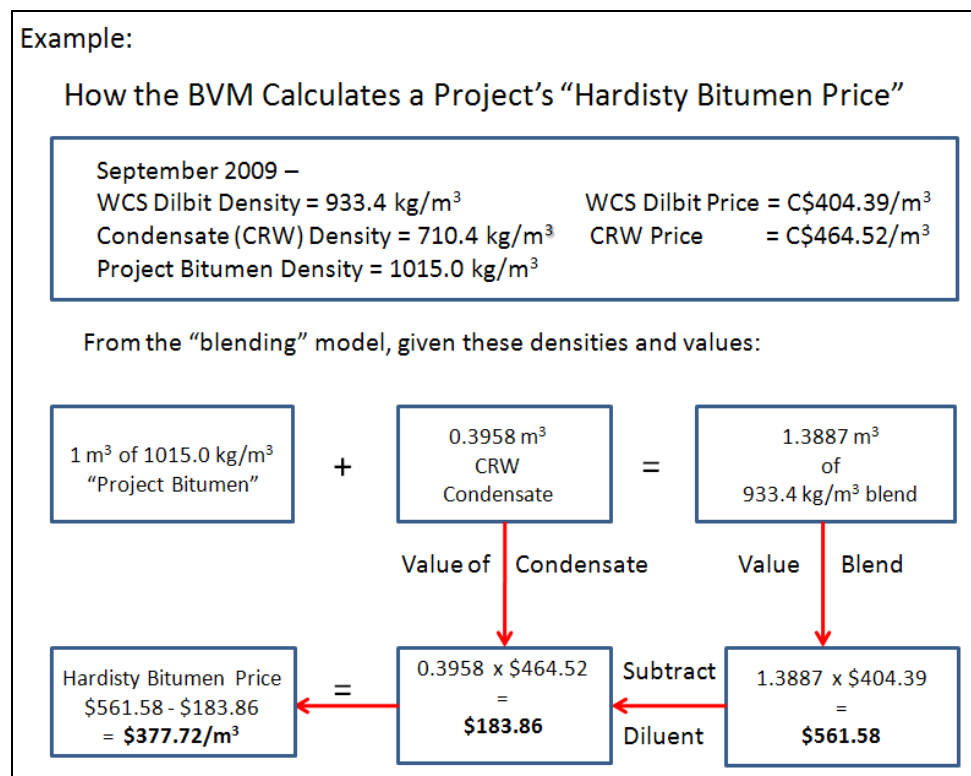 Example:
How the BVM Calculates a Project's “Hardisty Bitumen Price”
September 2009 –
WCS Dilbit Density = 933.4 kg/m³ WCS Dilbit Price = C$404.39/m³
Condensate (CRW) Density = 710.4 kg/m³ CRW Price = C$464.52/m³
Project Bitumen Density = 1015.0 kg/m³
From the “blending” model, given these densities and values:
1 m³ of 1015.0 kg/m³
“Project Bitumen”
+
0.3958 m³
CRW
Condensate
=
1.3887 m³
of
933.4 kg/m³ blend
Value of Condensate
Value Blend
Hardisty Bitumen Price
$561.58 - $183.86
= $377.72/m³
=
0.3958 x $464.52
=
$183.86
Subtract
Diluent
1.3887 x $404.39
=
$561.58